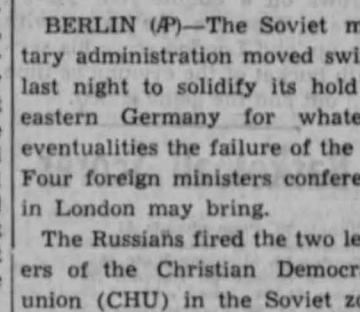 BERLIN (AP)—The Soviet m
tary administration moved swi
last night to solidify its hold
eastern Germany for whate
eventualities the failure of the
Four foreign ministers confere
in London may bring.
The Russians fired the two le
ers of the Christian Democr
union (CHU) in the Soviet zo